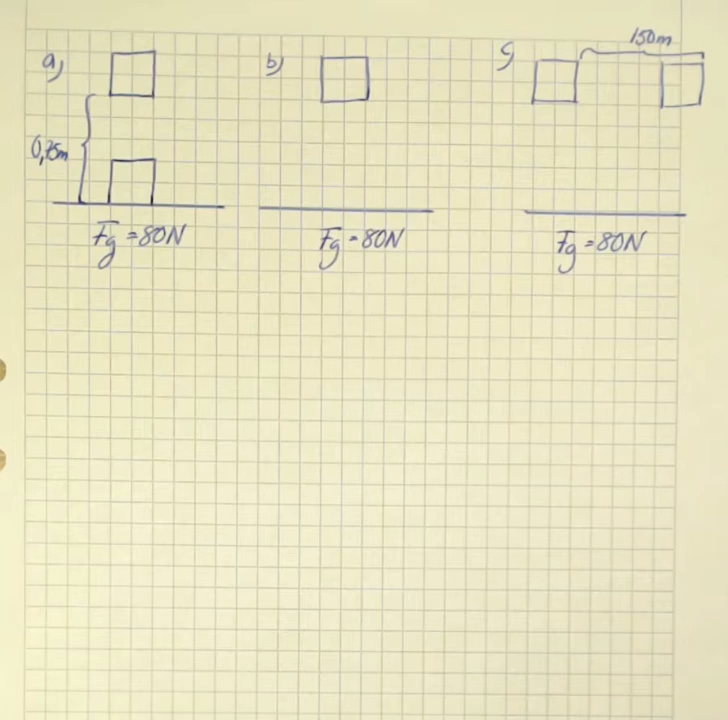 a) b) c) 150m
0,75m
Fg = 80N Fg = 80N Fg = 80N